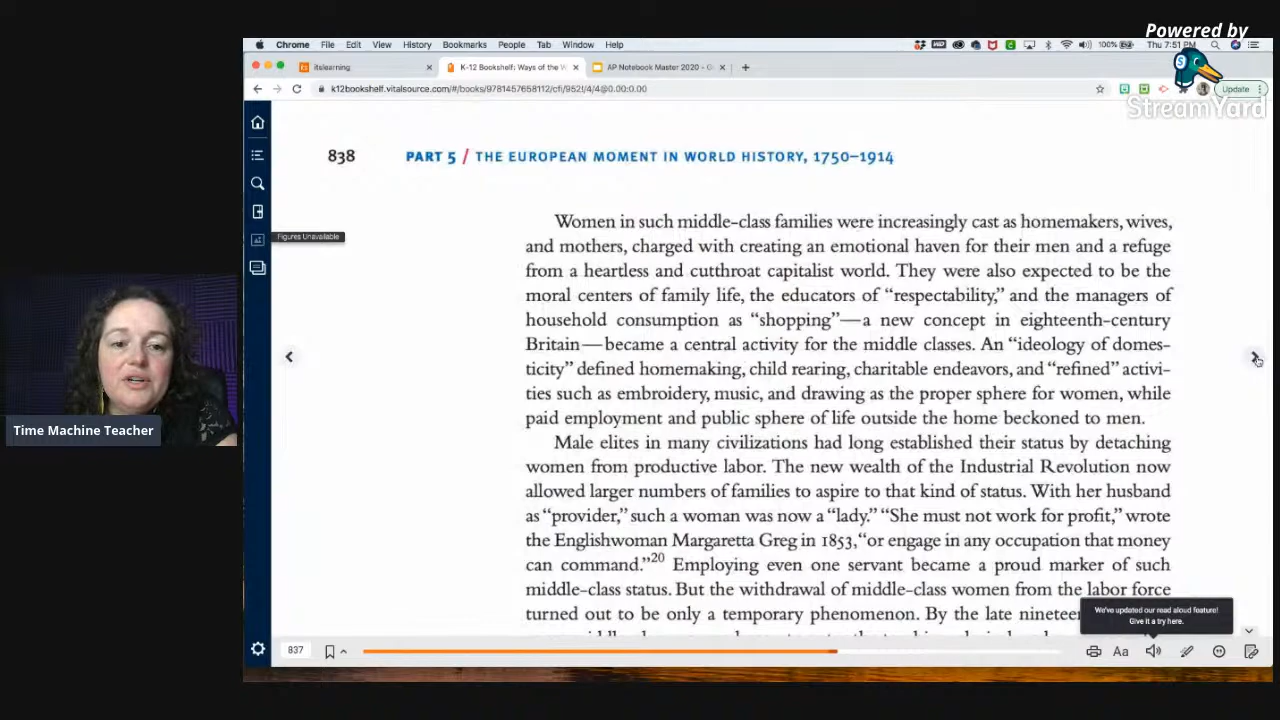 Powered by
StreamYard
Chrome File Edit View History Bookmarks People Tab Window Help
100% Thu 7:51 PM
itslearning
K-12 Bookshelf: Ways of the W
AP Notebook Master 2020 - G
k12bookshelf.vitalsource.com/#/books/9781457658112/cfi/952!/4/4@0.00:0.00
Update
838 PART 5 / THE EUROPEAN MOMENT IN WORLD HISTORY, 1750–1914
Figures Unavailable
Women in such middle-class families were increasingly cast as homemakers, wives,
and mothers, charged with creating an emotional haven for their men and a refuge
from a heartless and cutthroat capitalist world. They were also expected to be the
moral centers of family life, the educators of “respectability,” and the managers of
household consumption as “shopping”—a new concept in eighteenth-century
Britain—became a central activity for the middle classes. An “ideology of domes-
ticity” defined homemaking, child rearing, charitable endeavors, and “refined” activi-
ties such as embroidery, music, and drawing as the proper sphere for women, while
paid employment and public sphere of life outside the home beckoned to men.
Male elites in many civilizations had long established their status by detaching
women from productive labor. The new wealth of the Industrial Revolution now
allowed larger numbers of families to aspire to that kind of status. With her husband
as “provider,” such a woman was now a “lady.” “She must not work for profit,” wrote
the Englishwoman Margaretta Greg in 1853, “or engage in any occupation that money
can command.”20 Employing even one servant became a proud marker of such
middle-class status. But the withdrawal of middle-class women from the labor force
turned out to be only a temporary phenomenon. By the late
We've updated our read aloud feature!
Give it a try here.
837
Aa
Time Machine Teacher